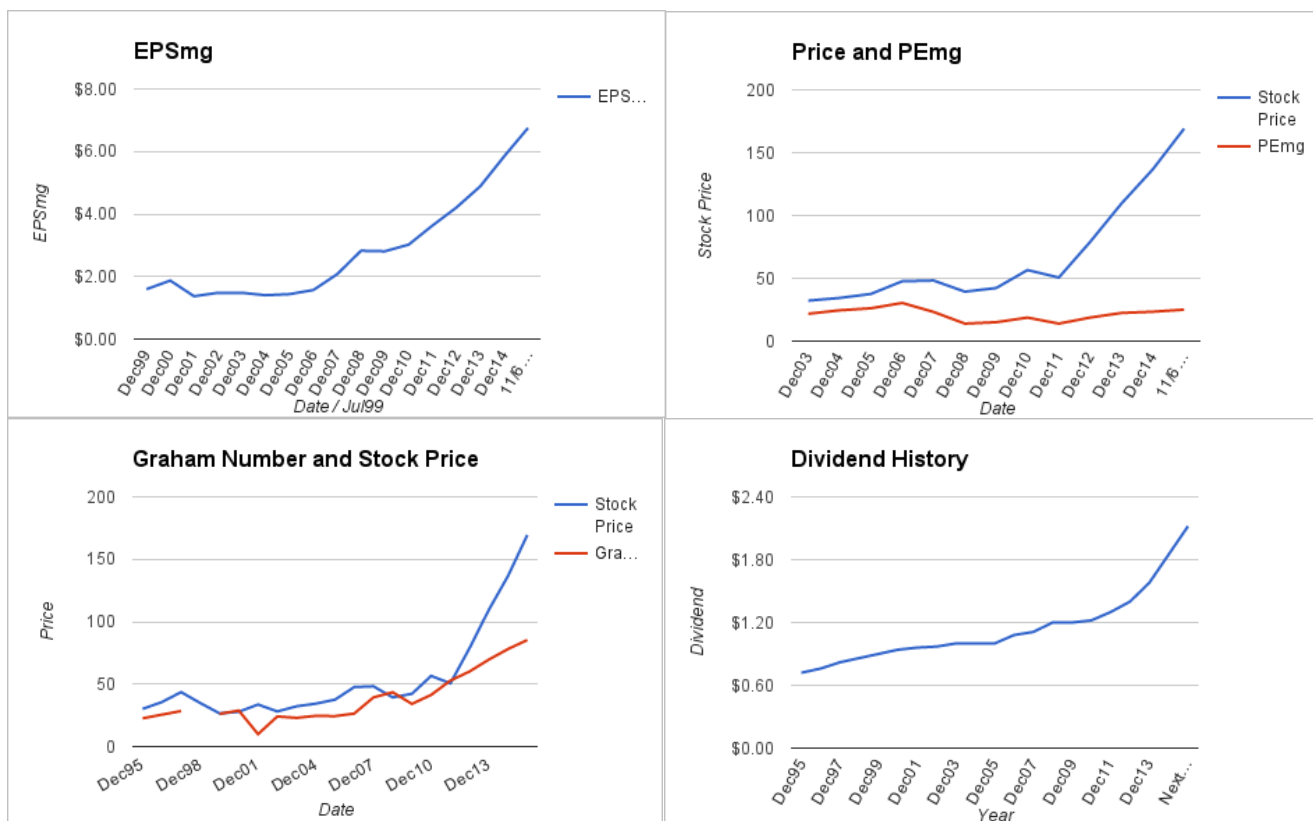 EPSmg
$8.00
$6.00
$4.00
$2.00
$0.00
EPSmg
EPS...
Dec99
Dec00
Dec01
Dec02
Dec03
Dec04
Dec05
Dec06
Dec07
Dec08
Dec09
Dec10
Dec11
Dec12
Dec13
Dec14
11/6...
Date / Jul99
Price and PEmg
200
150
100
50
0
Stock Price
Stock
Price
PEmg
Dec03
Dec04
Dec05
Dec06
Dec07
Dec08
Dec09
Dec10
Dec11
Dec12
Dec13
Dec14
11/6...
Date
Graham Number and Stock Price
200
150
100
50
0
Price
Stock
Price
Gra...
Dec95
Dec98
Dec01
Dec04
Dec07
Dec10
Dec13
Date
Dividend History
$2.40
$1.80
$1.20
$0.60
$0.00
Dividend
Dec95
Dec97
Dec99
Dec01
Dec03
Dec05
Dec07
Dec09
Dec11
Dec13
Next...
Year